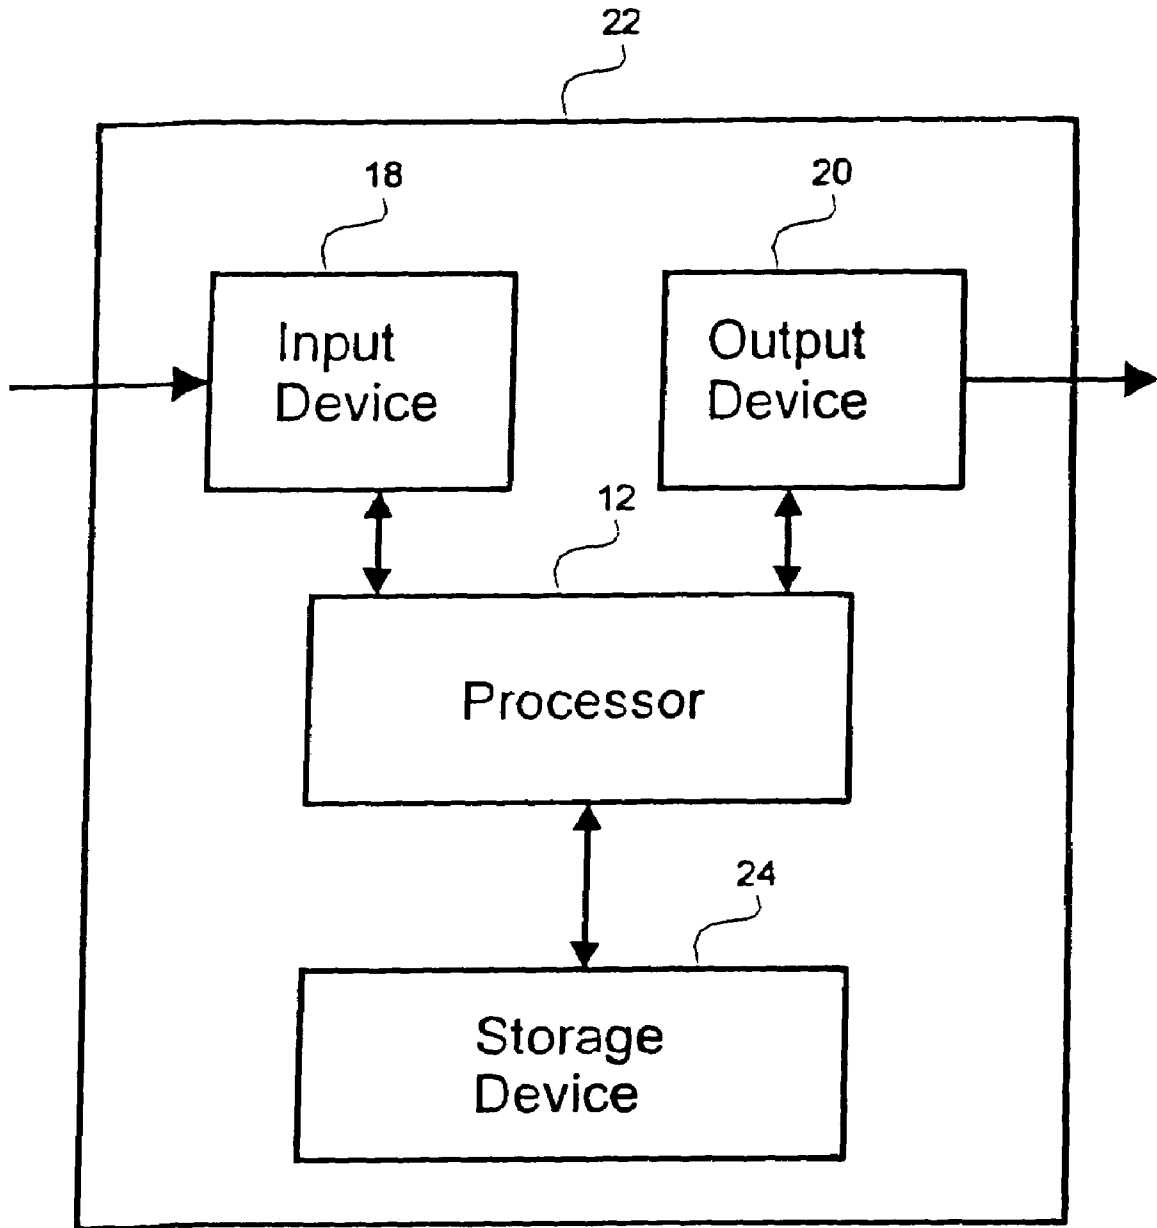 22
18
20
Input
Device
Output
Device
12
Processor
24
Storage
Device